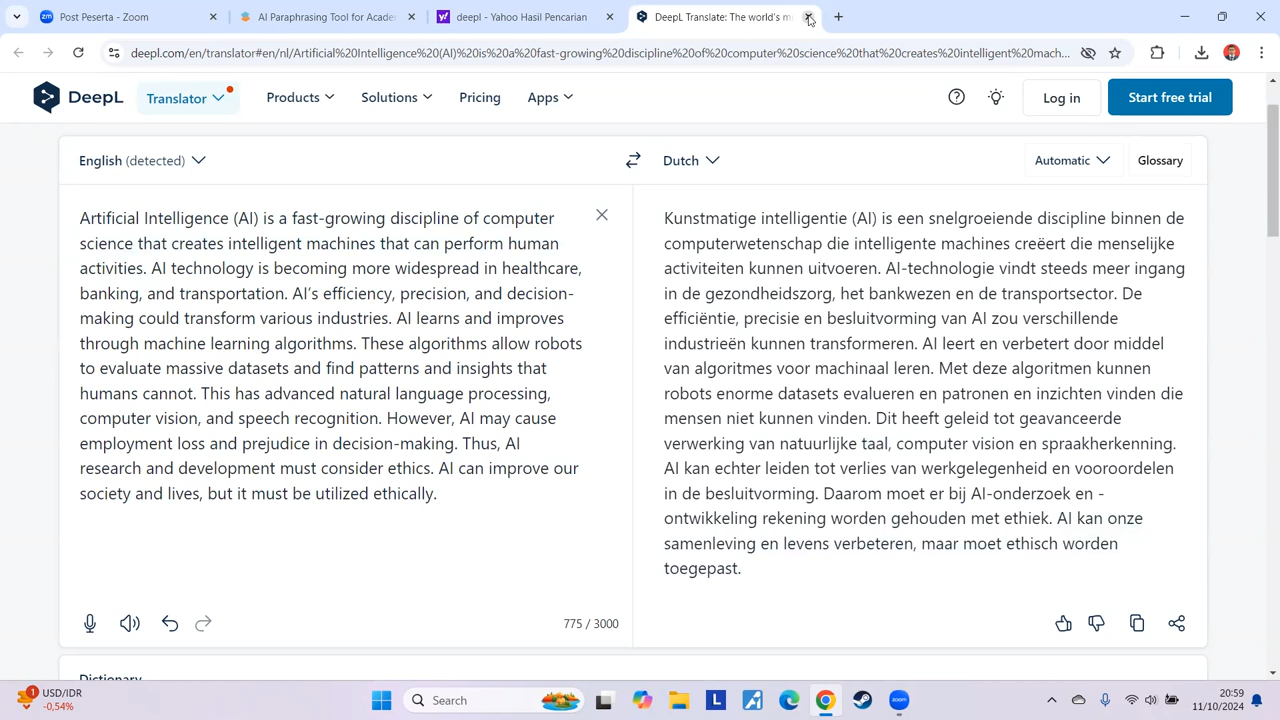 Post Peserta - Zoom
AI Paraphrasing Tool for Acade
deepl - Yahoo Hasil Pencarian
DeepL Translate: The world's m
deepl.com/en/translator#en/nl/Artificial%20Intelligence%20(AI)%20is%20a%20fast-growing%20discipline%20of%20computer%20science%20that%20creates%20intelligent%20mach...
DeepL
Translator
Products
Solutions
Pricing
Apps
Log in
Start free trial
English (detected)
Dutch
Automatic
Glossary
Artificial Intelligence (AI) is a fast-growing discipline of computer
science that creates intelligent machines that can perform human
activities. AI technology is becoming more widespread in healthcare,
banking, and transportation. AI's efficiency, precision, and decision-
making could transform various industries. AI learns and improves
through machine learning algorithms. These algorithms allow robots
to evaluate massive datasets and find patterns and insights that
humans cannot. This has advanced natural language processing,
computer vision, and speech recognition. However, AI may cause
employment loss and prejudice in decision-making. Thus, AI
research and development must consider ethics. AI can improve our
society and lives, but it must be utilized ethically.
775 / 3000
Kunstmatige intelligentie (AI) is een snelgroeiende discipline binnen de
computerwetenschap die intelligente machines creëert die menselijke
activiteiten kunnen uitvoeren. AI-technologie vindt steeds meer ingang
in de gezondheidszorg, het bankwezen en de transportsector. De
efficiëntie, precisie en besluitvorming van AI zou verschillende
industrieën kunnen transformeren. AI leert en verbetert door middel
van algoritmes voor machinaal leren. Met deze algoritmen kunnen
robots enorme datasets evalueren en patronen en inzichten vinden die
mensen niet kunnen vinden. Dit heeft geleid tot geavanceerde
verwerking van natuurlijke taal, computer vision en spraakherkenning.
AI kan echter leiden tot verlies van werkgelegenheid en vooroordelen
in de besluitvorming. Daarom moet er bij AI-onderzoek en -
ontwikkeling rekening worden gehouden met ethiek. AI kan onze
samenleving en levens verbeteren, maar moet ethisch worden
toegepast.
Dictionary
1
USD/IDR
-0,54%
Search
L
zoom
20:59
11/10/2024